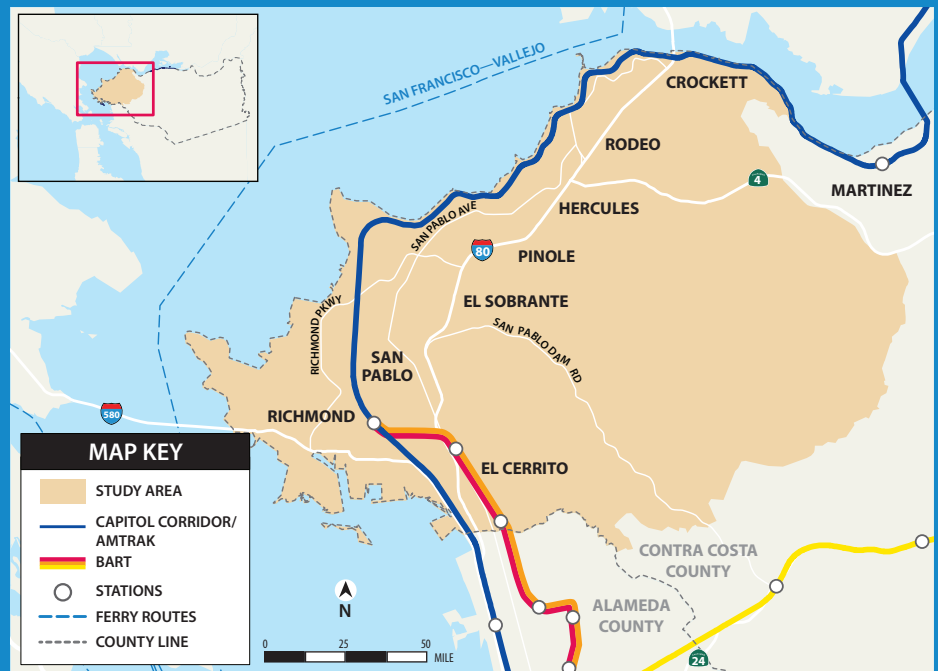 SAN FRANCISCO—VALLEJO
CROCKETT
RODEO
4
MARTINEZ
HERCULES
SAN PABLO AVE
80
PINOLE
EL SOBRANTE
RICHMOND PKWY
SAN PABLO DAM RD
SAN
PABLO
580
RICHMOND
EL CERRITO
CONTRA COSTA
COUNTY
ALAMEDA
COUNTY
24
MAP KEY
STUDY AREA
CAPITOL CORRIDOR/
AMTRAK
BART
STATIONS
FERRY ROUTES
COUNTY LINE
N
0 25 50
MILE